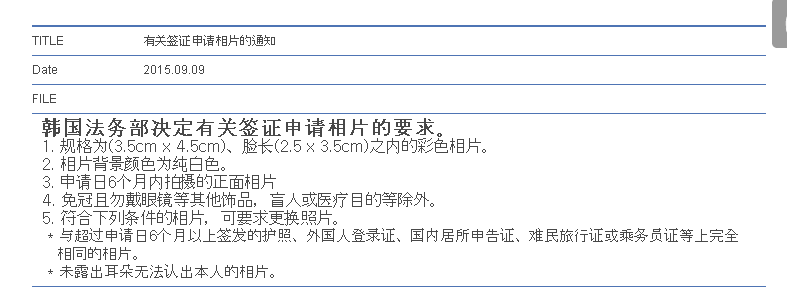 TITLE 有关签证申请相片的通知
Date 2015.09.09
FILE
韩国法务部决定有关签证申请相片的要求。
1. 规格为(3.5cm x 4.5cm)、脸长(2.5 x 3.5cm)之内的彩色相片。
2. 相片背景颜色为纯白色。
3. 申请日6个月内拍摄的正面相片
4. 免冠且勿戴眼镜等其他饰品，盲人或医疗目的等除外。
5. 符合下列条件的相片，可要求更换照片。
* 与超过申请日6个月以上签发的护照、外国人登录证、国内居所申告证、难民旅行证或乘务员证等上完全
相同的相片。
* 未露出耳朵无法认出本人的相片。